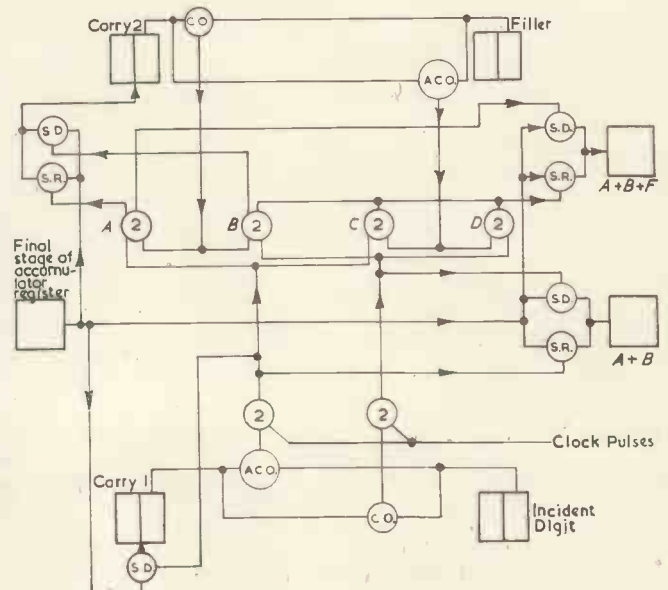 Carry 2
C.O.
Filler
A.C.O.
S.D.
S.D.
S.R.
S.R.
A+B+F
A 2
B 2
C 2
D 2
Final
stage of
accumu-
lator
register
S.D.
S.R.
A+B
2
2
Clock Pulses
A.C.O.
Carry 1
C.O.
Incident
Digit
S.D.